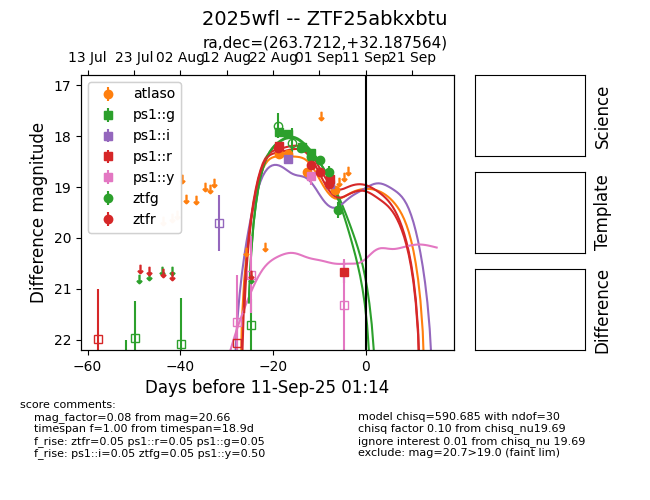 2025wfl -- ZTF25abkxbtu
ra,dec=(263.7212,+32.187564)
13 Jul 23 Jul 02 Aug 12 Aug 22 Aug 01 Sep 11 Sep 21 Sep
17
18
19
20
21
22
Difference magnitude
atlaso
ps1::g
ps1::i
ps1::r
ps1::y
ztfg
ztfr
−60 −40 −20 0
Days before 11-Sep-25 01:14
Science
Template
Difference
score comments:
mag_factor=0.08 from mag=20.66
timespan f=1.00 from timespan=18.9d
f_rise: ztfr=0.05 ps1::r=0.05 ps1::g=0.05
f_rise: ps1::i=0.05 ztfg=0.05 ps1::y=0.50
model chisq=590.685 with ndof=30
chisq factor 0.10 from chisq_nu19.69
ignore interest 0.01 from chisq_nu 19.69
exclude: mag=20.7>19.0 (faint lim)